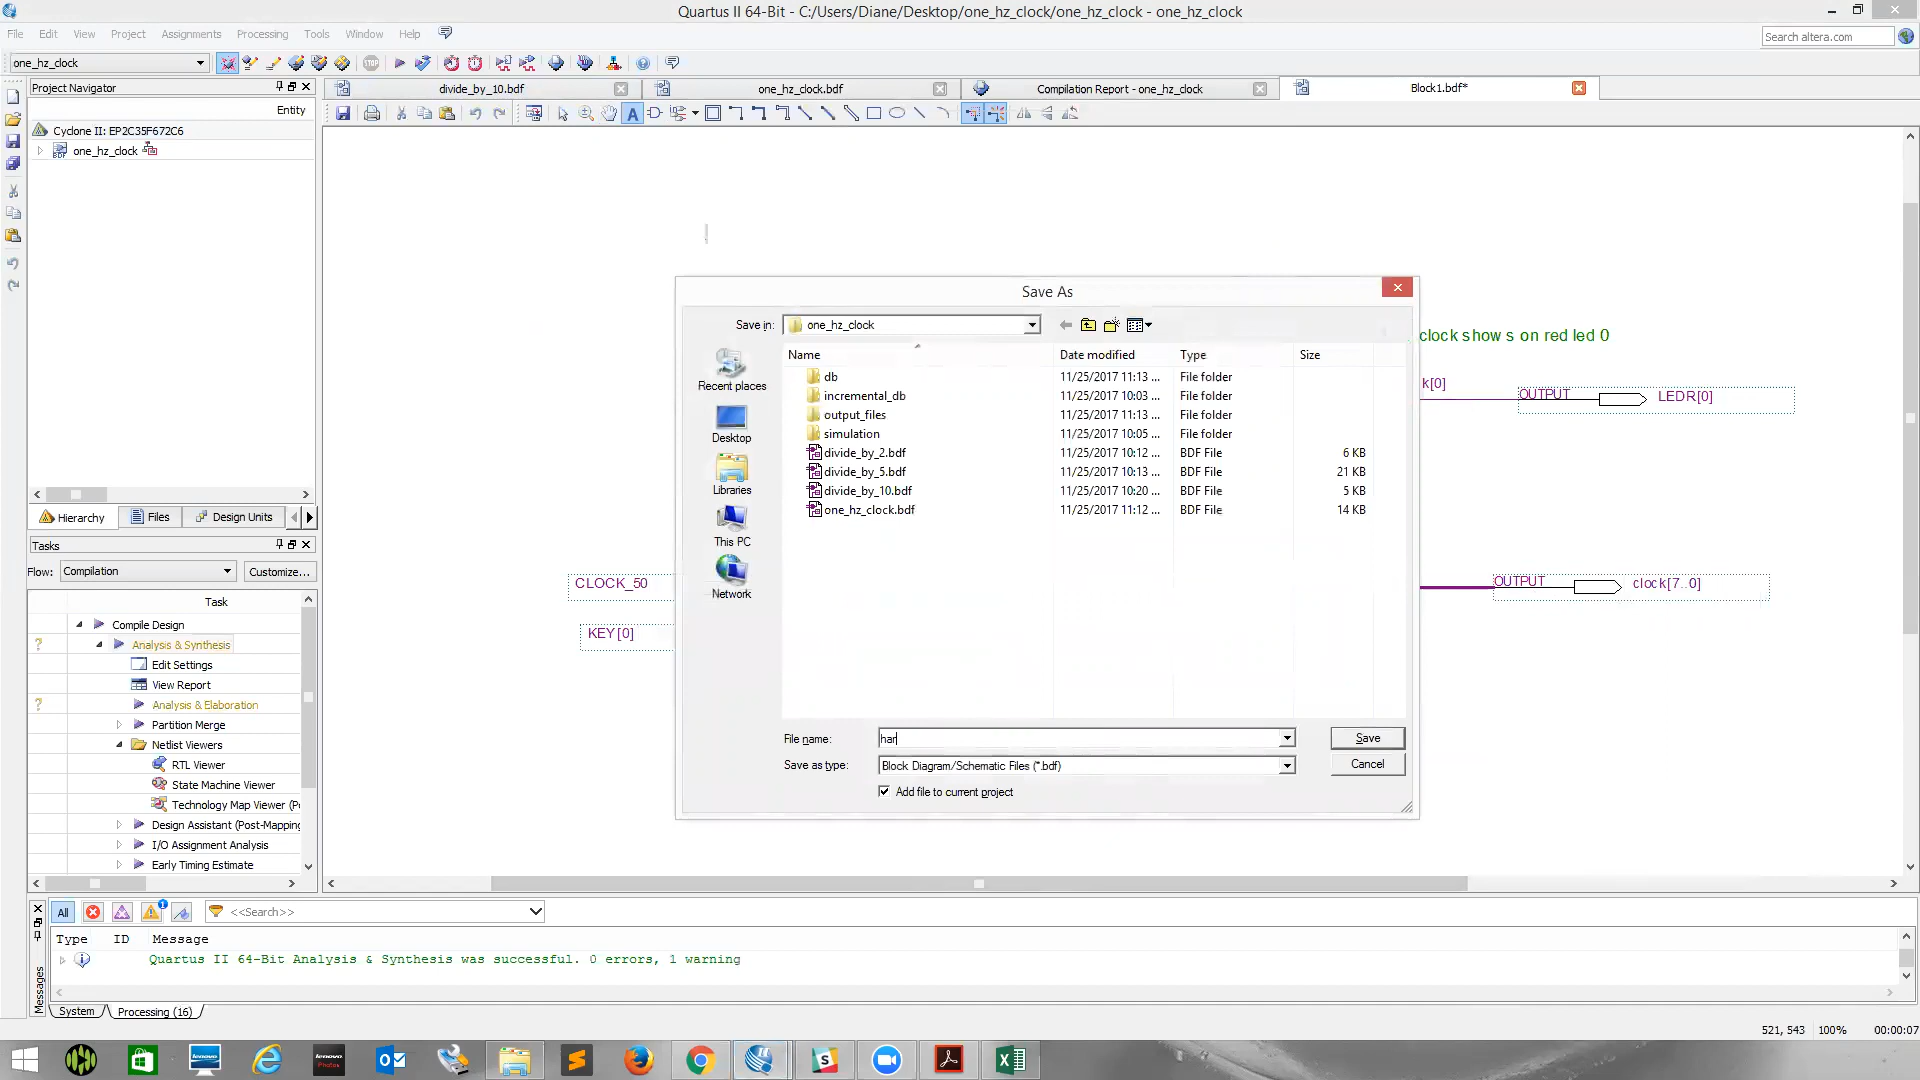 Quartus II 64-Bit - C:/Users/Diane/Desktop/one_hz_clock/one_hz_clock - one_hz_clock
File Edit View Project Assignments Processing Tools Window Help
Search altera.com
one_hz_clock
Project Navigator
divide_by_10.bdf
one_hz_clock.bdf
Compilation Report - one_hz_clock
Block1.bdf*
Entity
Cyclone II: EP2C35F672C6
one_hz_clock
Hierarchy
Files
Design Units
Tasks
Flow: Compilation
Customize...
Task
Compile Design
Analysis & Synthesis
Edit Settings
View Report
Analysis & Elaboration
Partition Merge
Netlist Viewers
RTL Viewer
State Machine Viewer
Technology Map Viewer (Po
Design Assistant (Post-Mapping
I/O Assignment Analysis
Early Timing Estimate
CLOCK_50
KEY[0]
clock shows on red led 0
k[0]
OUTPUT
LEDR[0]
OUTPUT
clock[7..0]
Save As
Save in: one_hz_clock
Recent places
Desktop
Libraries
This PC
Network
Name Date modified Type Size
db 11/25/2017 11:13 ... File folder
incremental_db 11/25/2017 10:03 ... File folder
output_files 11/25/2017 11:13 ... File folder
simulation 11/25/2017 10:05 ... File folder
divide_by_2.bdf 11/25/2017 10:12 ... BDF File 6 KB
divide_by_5.bdf 11/25/2017 10:13 ... BDF File 21 KB
divide_by_10.bdf 11/25/2017 10:20 ... BDF File 5 KB
one_hz_clock.bdf 11/25/2017 11:12 ... BDF File 14 KB
File name: har
Save
Save as type: Block Diagram/Schematic Files (*.bdf)
Cancel
Add file to current project
All
<<Search>>
Type ID Message
Quartus II 64-Bit Analysis & Synthesis was successful. 0 errors, 1 warning
Messages
System
Processing (16)
521, 543 100% 00:00:07
lenovo
lenovo
Photos